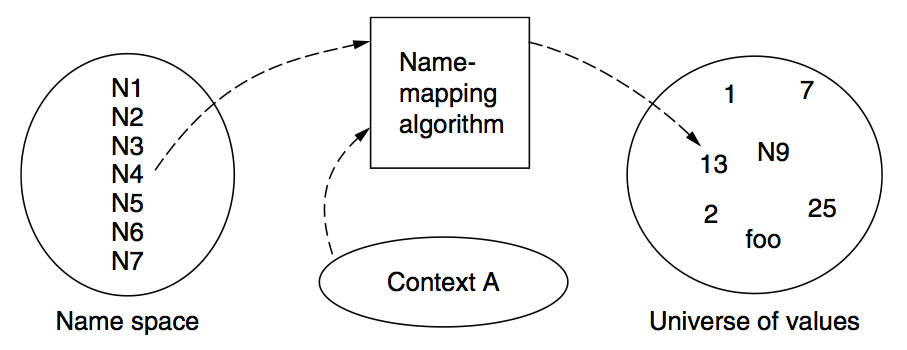 N1
N2
N3
N4
N5
N6
N7
Name space
Name-
mapping
algorithm
Context A
1
7
13
N9
2
25
foo
Universe of values